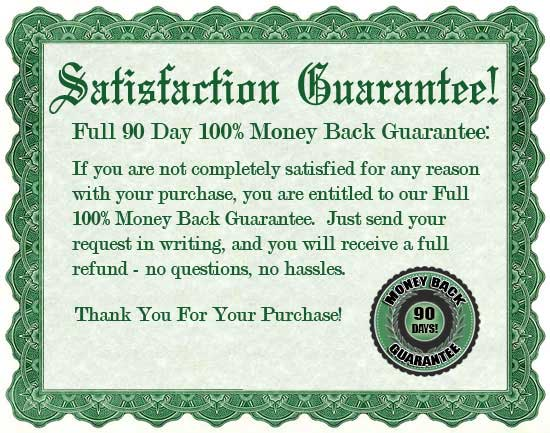 Satisfaction Guarantee!
Full 90 Day 100% Money Back Guarantee:
If you are not completely satisfied for any reason
with your purchase, you are entitled to our Full
100% Money Back Guarantee.  Just send your
request in writing, and you will receive a full
refund - no questions, no hassles.
Thank You For Your Purchase!
MONEY BACK
90
DAYS!
GUARANTEE